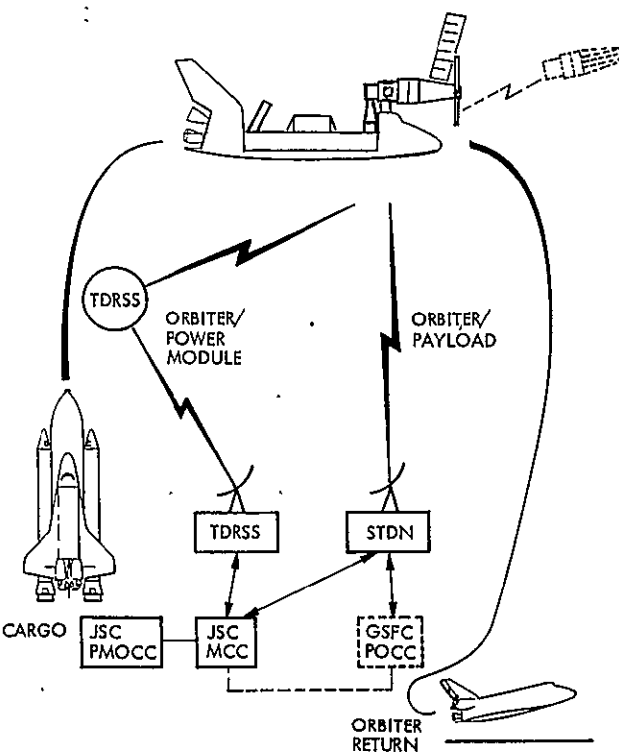 TDRSS
ORBITER/
POWER
MODULE
ORBITER/
PAYLOAD
TDRSS
STDN
CARGO
JSC
PMOCC
JSC
MCC
GSFC
POCC
ORBITER
RETURN